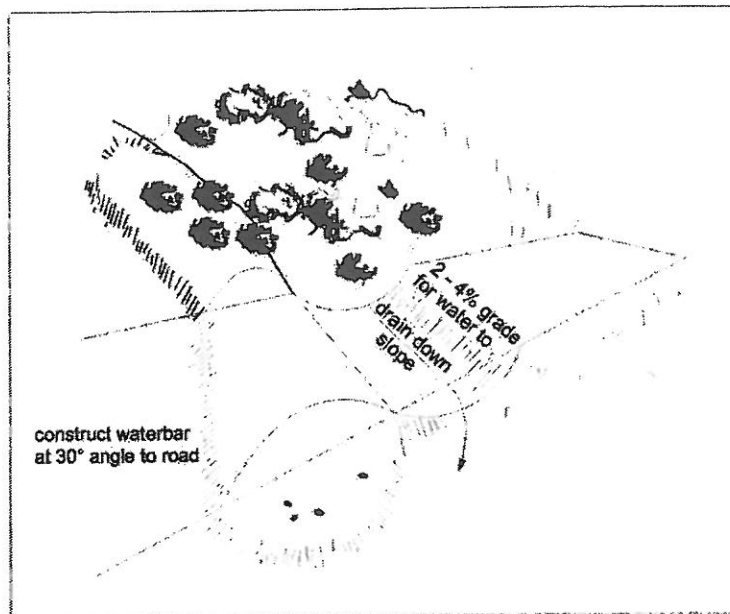 2 - 4% grade
for water to
drain down
slope
construct waterbar
at 30° angle to road